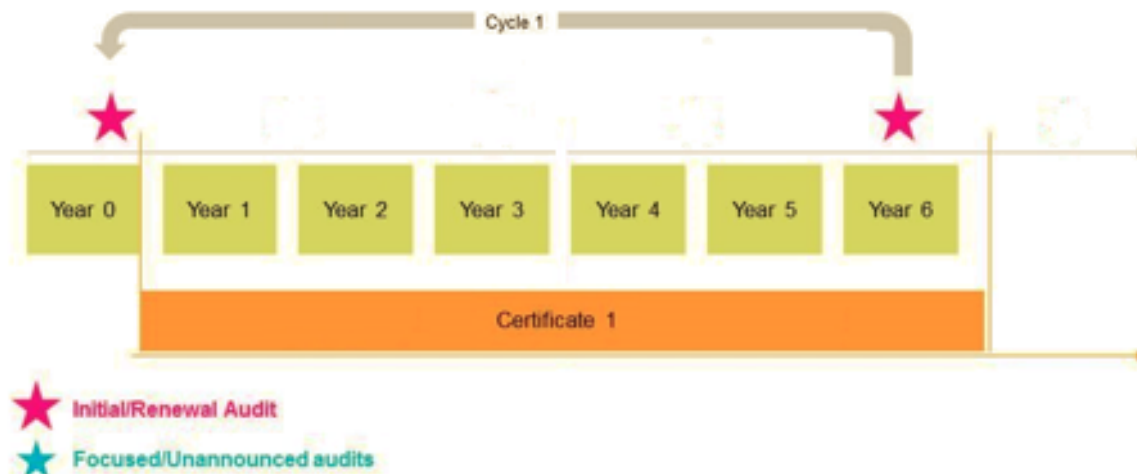 Cycle 1
Year 0 Year 1 Year 2 Year 3 Year 4 Year 5 Year 6
Certificate 1
Initial/Renewal Audit
Focused/Unannounced audits